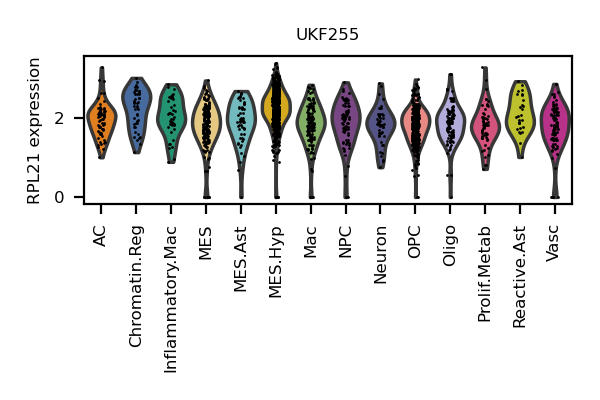 UKF255
RPL21 expression
2
0
AC
Chromatin.Reg
Inflammatory.Mac
MES
MES.Ast
MES.Hyp
Mac
NPC
Neuron
OPC
Oligo
Prolif.Metab
Reactive.Ast
Vasc